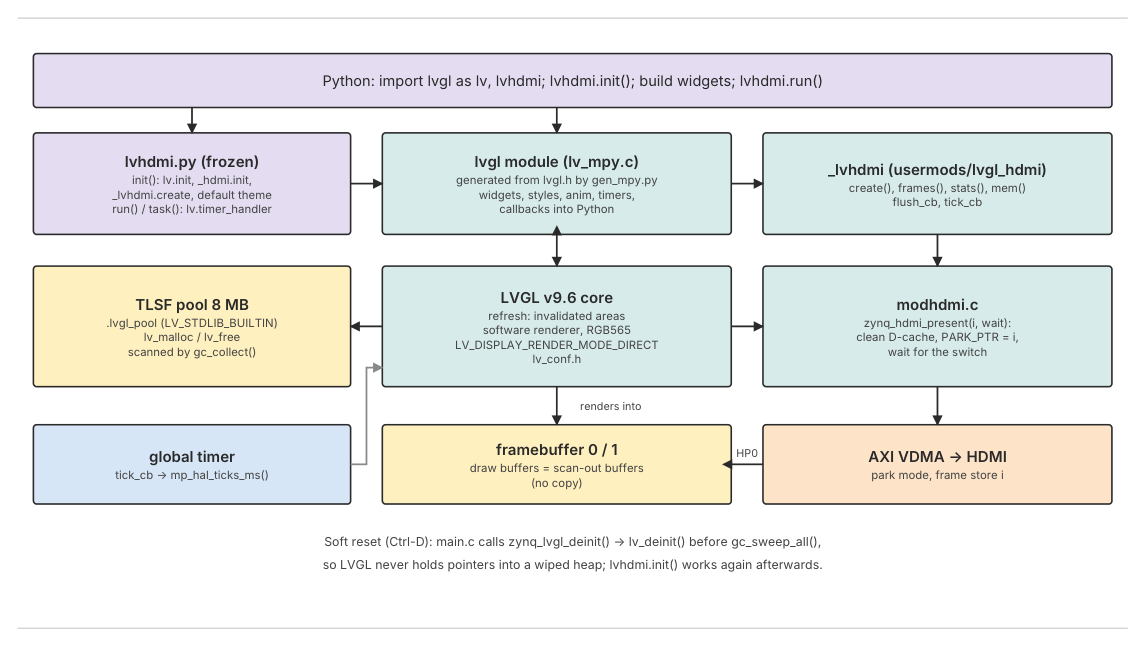 Python: import lvgl as lv, lvhdmi; lvhdmi.init(); build widgets; lvhdmi.run()
lvhdmi.py (frozen)
init(): lv.init, _hdmi.init,
_lvhdmi.create, default theme
run() / task(): lv.timer_handler
lvgl module (lv_mpy.c)
generated from lvgl.h by gen_mpy.py
widgets, styles, anim, timers,
callbacks into Python
_lvhdmi (usermods/lvgl_hdmi)
create(), frames(), stats(), mem()
flush_cb, tick_cb
TLSF pool 8 MB
.lvgl_pool (LV_STDLIB_BUILTIN)
lv_malloc / lv_free
scanned by gc_collect()
LVGL v9.6 core
refresh: invalidated areas
software renderer, RGB565
LV_DISPLAY_RENDER_MODE_DIRECT
lv_conf.h
modhdmi.c
zynq_hdmi_present(i, wait):
clean D-cache, PARK_PTR = i,
wait for the switch
renders into
global timer
tick_cb → mp_hal_ticks_ms()
framebuffer 0 / 1
draw buffers = scan-out buffers
(no copy)
HP0
AXI VDMA → HDMI
park mode, frame store i
Soft reset (Ctrl-D): main.c calls zynq_lvgl_deinit() → lv_deinit() before gc_sweep_all(),
so LVGL never holds pointers into a wiped heap; lvhdmi.init() works again afterwards.